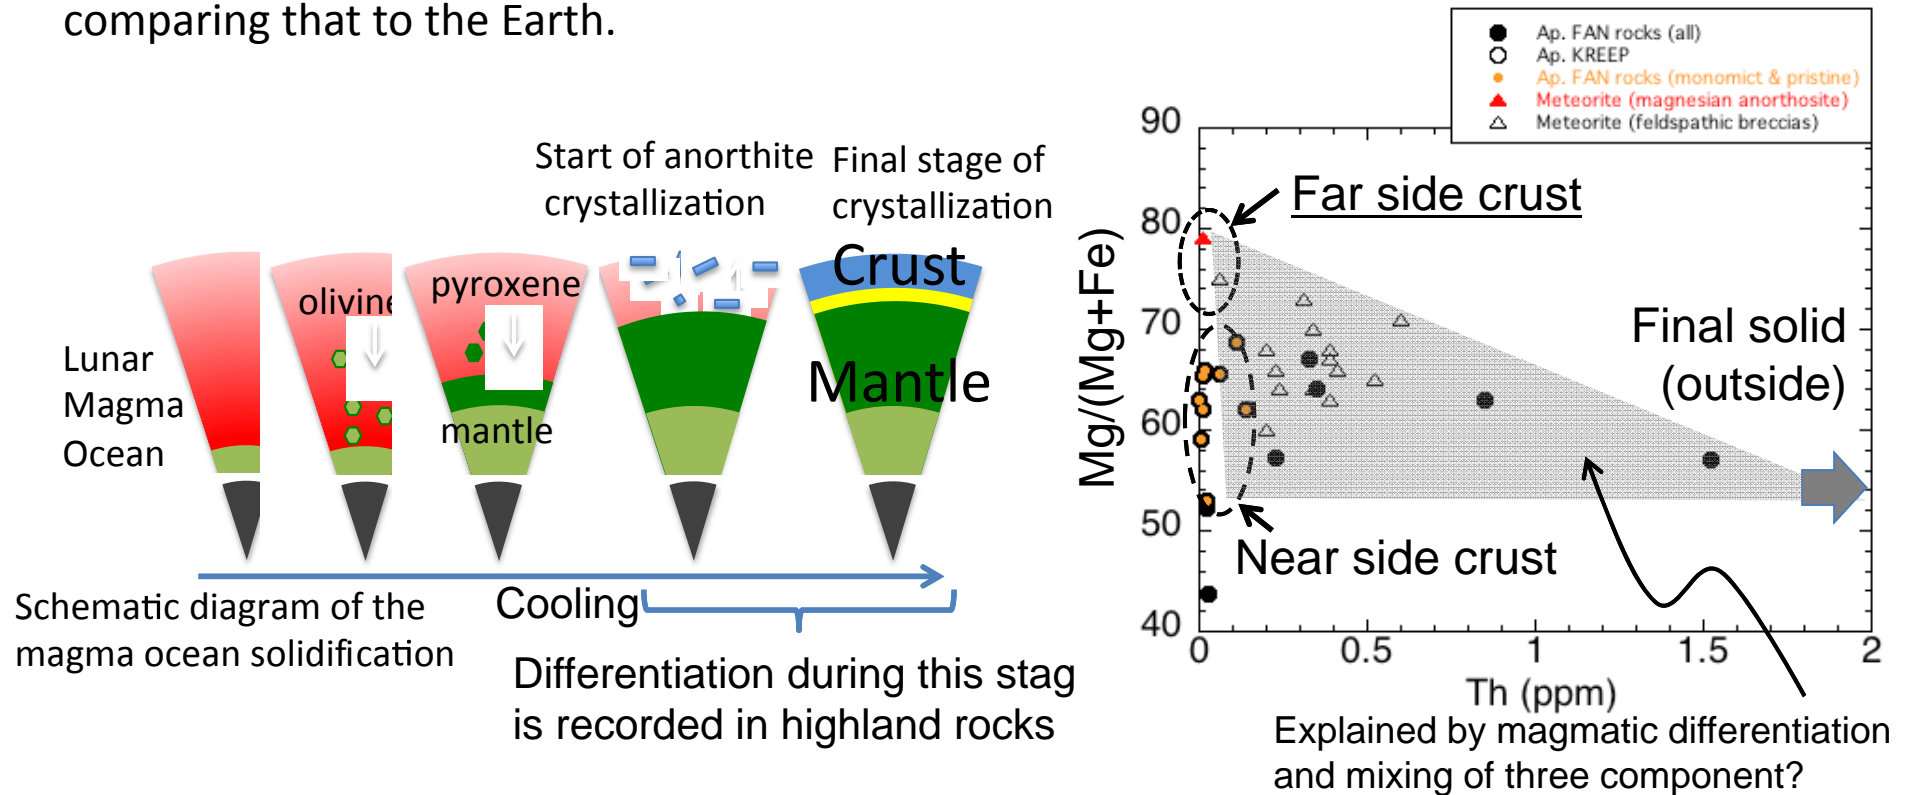 comparing that to the Earth.
Start of anorthite
crystallization
Final stage of
crystallization
Lunar
Magma
Ocean
olivine
pyroxene
mantle
Crust
Mantle
Cooling
Schematic diagram of the
magma ocean solidification
Differentiation during this stag
is recorded in highland rocks
Ap. FAN rocks (all)
Ap. KREEP
Ap. FAN rocks (monomict & pristine)
Meteorite (magnesian anorthosite)
Meteorite (feldspathic breccias)
90
80
70
60
50
40
Mg/(Mg+Fe)
Far side crust
Final solid
(outside)
Near side crust
0
0.5
1
1.5
2
Th (ppm)
Explained by magmatic differentiation
and mixing of three component?